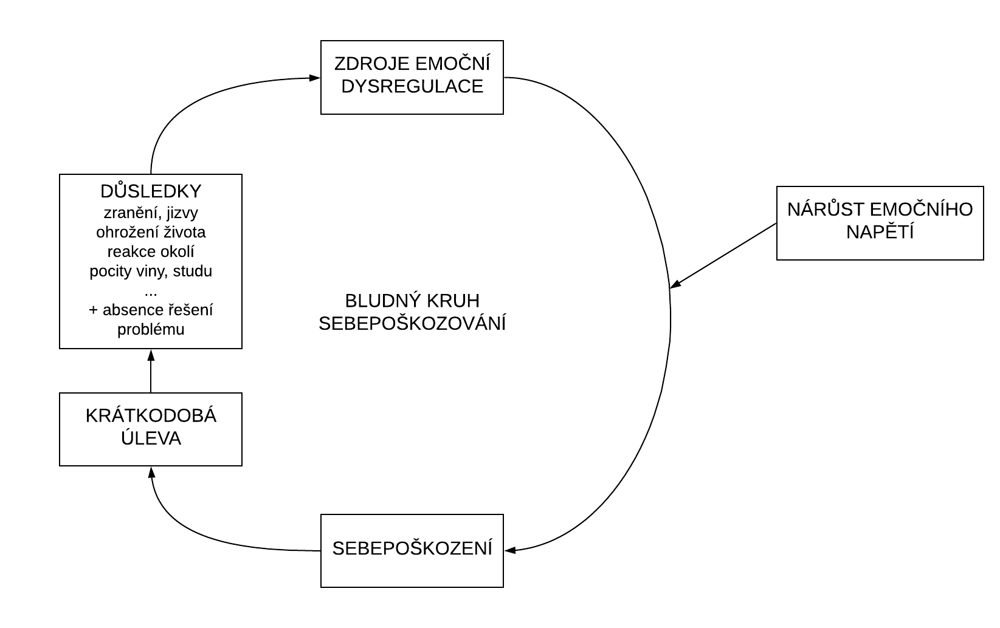 ZDROJE EMOČNÍ
DYSREGULACE
NÁRŮST EMOČNÍHO
NAPĚTÍ
DŮSLEDKY
zranění, jizvy
ohrožení života
reakce okolí
pocity viny, studu
...
+ absence řešení
problému
BLUDNÝ KRUH
SEBEPOŠKOZOVÁNÍ
KRÁTKODOBÁ
ÚLEVA
SEBEPOŠKOZENÍ